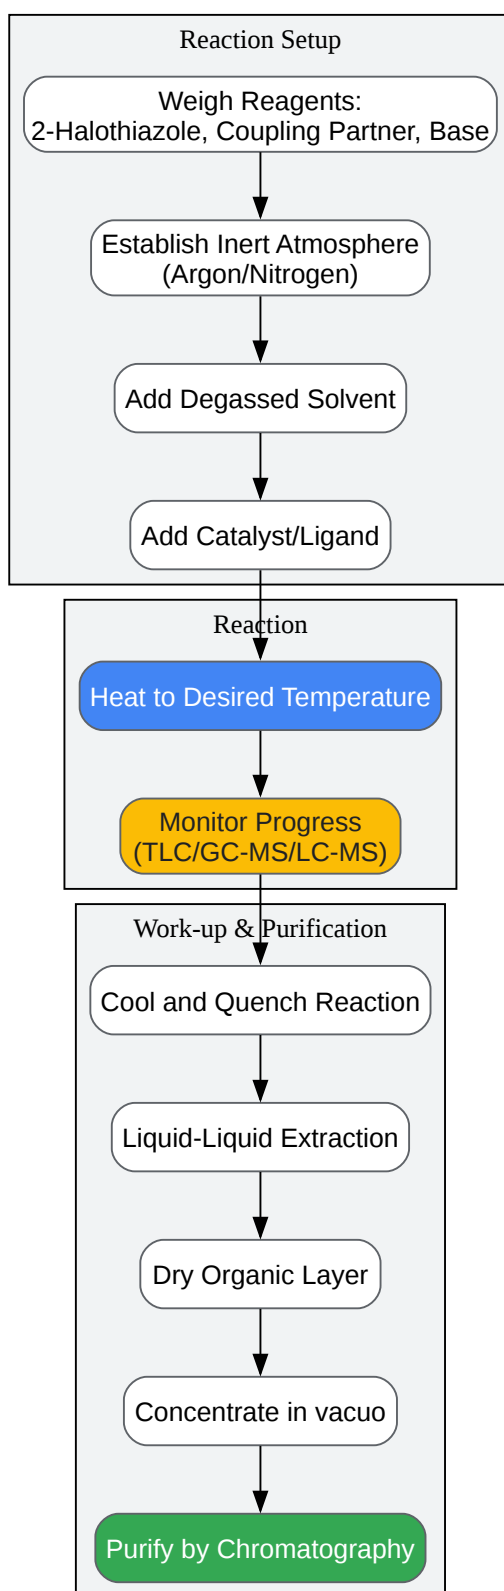 Reaction Setup
Weigh Reagents:
2-Halothiazole, Coupling Partner, Base
Establish Inert Atmosphere
(Argon/Nitrogen)
Add Degassed Solvent
Add Catalyst/Ligand
Reaction
Heat to Desired Temperature
Monitor Progress
(TLC/GC-MS/LC-MS)
Work-up & Purification
Cool and Quench Reaction
Liquid-Liquid Extraction
Dry Organic Layer
Concentrate in vacuo
Purify by Chromatography